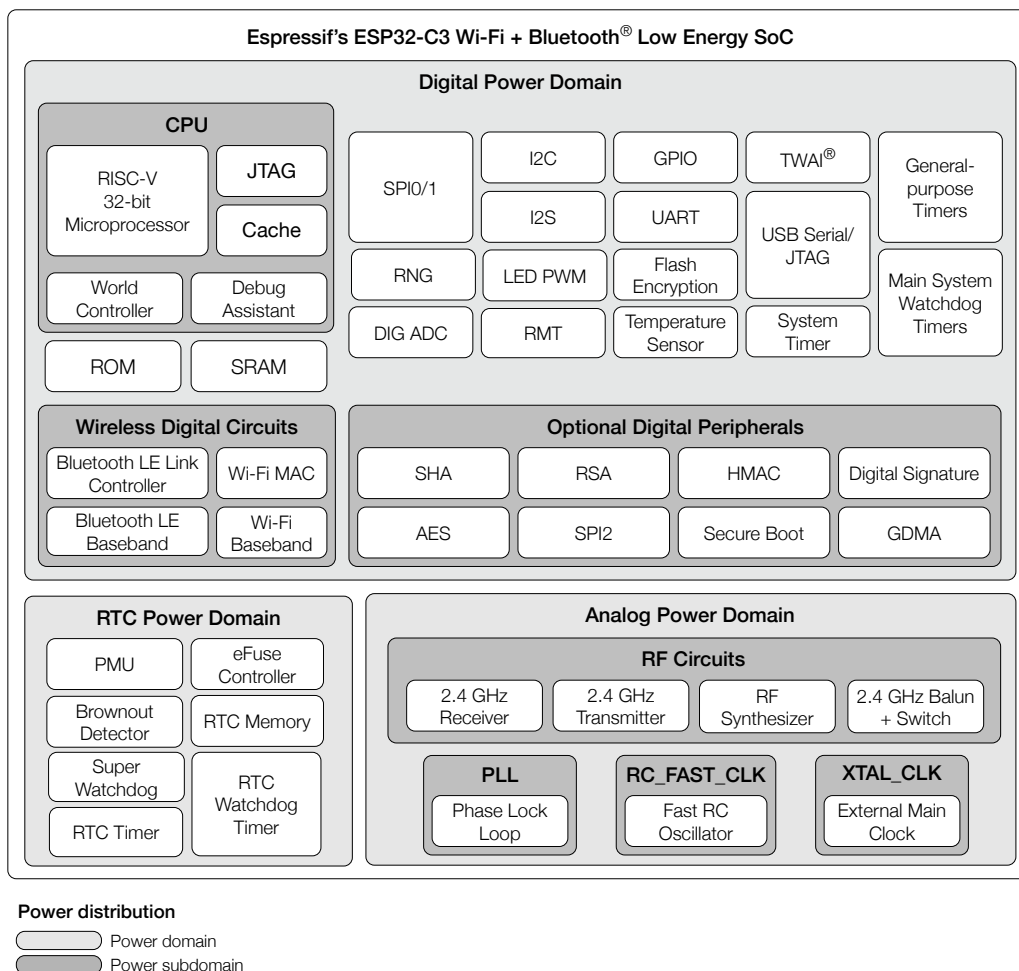 Espressif's ESP32-C3 Wi-Fi + Bluetooth® Low Energy SoC
Digital Power Domain
CPU
RISC-V
32-bit
Microprocessor
JTAG
Cache
World
Controller
Debug
Assistant
ROM
SRAM
SPI0/1
I2C
GPIO
TWAI®
General-
purpose
Timers
I2S
UART
USB Serial/
JTAG
RNG
LED PWM
Flash
Encryption
Main System
Watchdog
Timers
DIG ADC
RMT
Temperature
Sensor
System
Timer
Wireless Digital Circuits
Bluetooth LE Link
Controller
Wi-Fi MAC
Bluetooth LE
Baseband
Wi-Fi
Baseband
Optional Digital Peripherals
SHA
RSA
HMAC
Digital Signature
AES
SPI2
Secure Boot
GDMA
RTC Power Domain
PMU
eFuse
Controller
Brownout
Detector
RTC Memory
Super
Watchdog
RTC
Watchdog
Timer
RTC Timer
Analog Power Domain
RF Circuits
2.4 GHz
Receiver
2.4 GHz
Transmitter
RF
Synthesizer
2.4 GHz Balun
+ Switch
PLL
Phase Lock
Loop
RC_FAST_CLK
Fast RC
Oscillator
XTAL_CLK
External Main
Clock
Power distribution
Power domain
Power subdomain